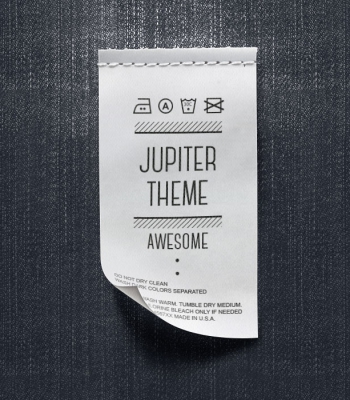 A
JUPITER
THEME
AWESOME
DO NOT DRY CLEAN
COLORS SEPARATED
WASH WARM. TUMBLE DRY MEDIUM.
BLEACH ONLY IF NEEDED
MADE IN U.S.A.